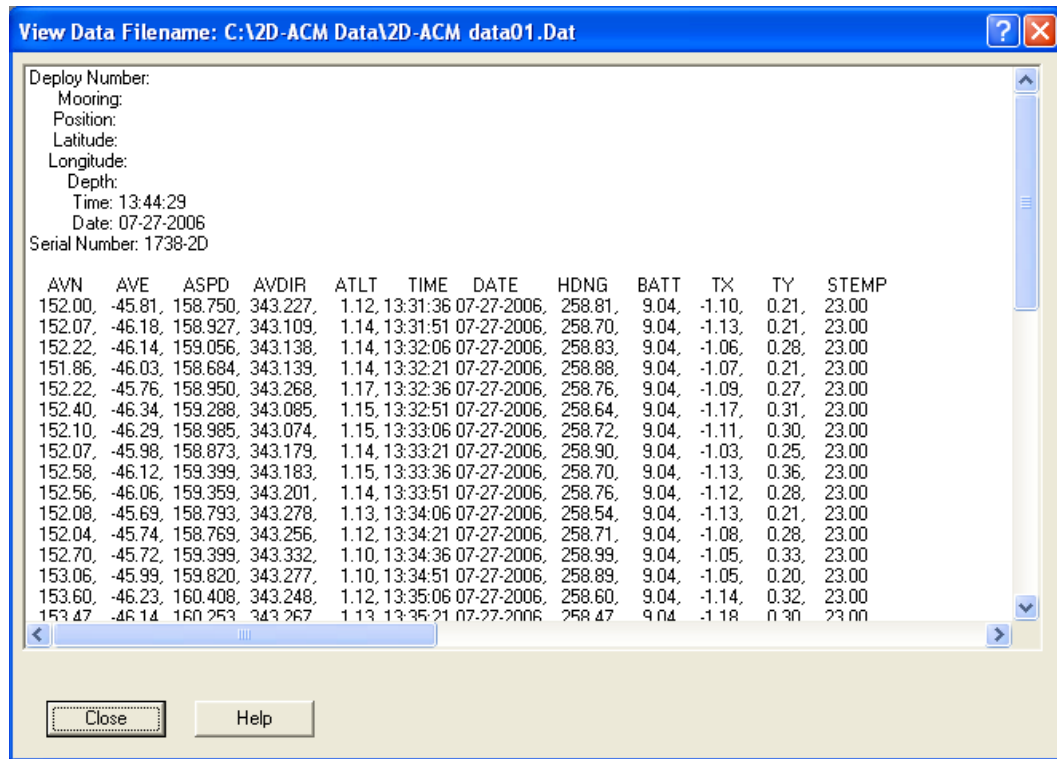 View Data Filename: C:\2D-ACM Data\2D-ACM data01.Dat
Deploy Number:
Mooring:
Position:
Latitude:
Longitude:
Depth:
Time: 13:44:29
Date: 07-27-2006
Serial Number: 1738-2D
AVN AVE ASPD AVDIR ATLT TIME DATE HDNG BATT TX TY STEMP
152.00, -45.81, 158.750, 343.227, 1.12, 13:31:36 07-27-2006, 258.81, 9.04, -1.10, 0.21, 23.00
152.07, -46.18, 158.927, 343.109, 1.14, 13:31:51 07-27-2006, 258.70, 9.04, -1.13, 0.21, 23.00
152.22, -46.14, 159.056, 343.138, 1.14, 13:32:06 07-27-2006, 258.83, 9.04, -1.06, 0.28, 23.00
151.86, -46.03, 158.684, 343.139, 1.14, 13:32:21 07-27-2006, 258.88, 9.04, -1.07, 0.21, 23.00
152.22, -45.76, 158.950, 343.268, 1.17, 13:32:36 07-27-2006, 258.76, 9.04, -1.09, 0.27, 23.00
152.40, -46.34, 159.288, 343.085, 1.15, 13:32:51 07-27-2006, 258.64, 9.04, -1.17, 0.31, 23.00
152.10, -46.29, 158.985, 343.074, 1.15, 13:33:06 07-27-2006, 258.72, 9.04, -1.11, 0.30, 23.00
152.07, -45.98, 158.873, 343.179, 1.14, 13:33:21 07-27-2006, 258.90, 9.04, -1.03, 0.25, 23.00
152.58, -46.12, 159.399, 343.183, 1.15, 13:33:36 07-27-2006, 258.70, 9.04, -1.13, 0.36, 23.00
152.56, -46.06, 159.359, 343.201, 1.14, 13:33:51 07-27-2006, 258.76, 9.04, -1.12, 0.28, 23.00
152.08, -45.69, 158.793, 343.278, 1.13, 13:34:06 07-27-2006, 258.54, 9.04, -1.13, 0.21, 23.00
152.04, -45.74, 158.769, 343.256, 1.12, 13:34:21 07-27-2006, 258.71, 9.04, -1.08, 0.28, 23.00
152.70, -45.72, 159.399, 343.332, 1.10, 13:34:36 07-27-2006, 258.99, 9.04, -1.05, 0.33, 23.00
153.06, -45.99, 159.820, 343.277, 1.10, 13:34:51 07-27-2006, 258.89, 9.04, -1.05, 0.20, 23.00
153.60, -46.23, 160.408, 343.248, 1.12, 13:35:06 07-27-2006, 258.60, 9.04, -1.14, 0.32, 23.00
153.47, -46.14, 160.253, 343.267, 1.13, 13:35:21 07-27-2006, 258.47, 9.04, -1.18, 0.30, 23.00
Close Help